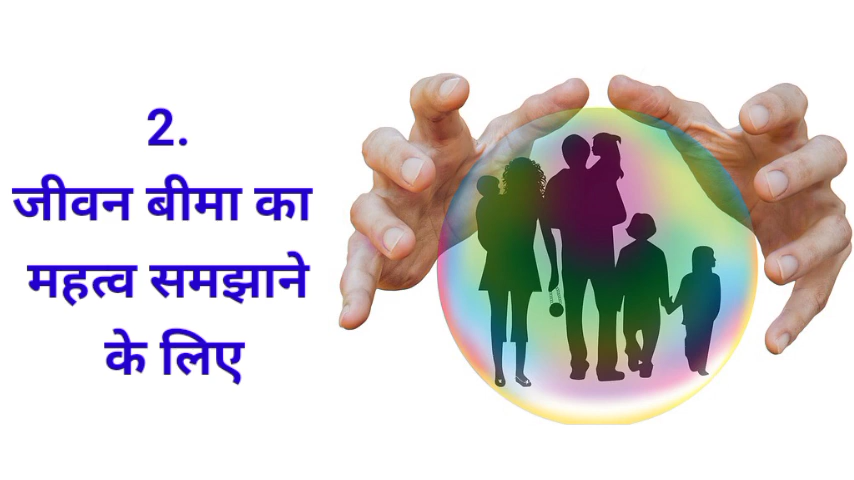 2.
जीवन बीमा का
महत्व समझाने
के लिए